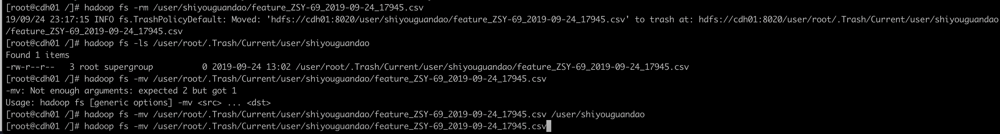 [root@cdh01 /]# hadoop fs -rm /user/shiyouguandao/feature_ZSY-69_2019-09-24_17945.csv
19/09/24 23:17:15 INFO fs.TrashPolicyDefault: Moved: 'hdfs://cdh01:8020/user/shiyouguandao/feature_ZSY-69_2019-09-24_17945.csv' to trash at: hdfs://cdh01:8020/user/root/.Trash/Current/user/shiyouguandao
/feature_ZSY-69_2019-09-24_17945.csv
[root@cdh01 /]# hadoop fs -ls /user/root/.Trash/Current/user/shiyouguandao
Found 1 items
-rw-r--r--   3 root supergroup          0 2019-09-24 13:02 /user/root/.Trash/Current/user/shiyouguandao/feature_ZSY-69_2019-09-24_17945.csv
[root@cdh01 /]# hadoop fs -mv /user/root/.Trash/Current/user/shiyouguandao/feature_ZSY-69_2019-09-24_17945.csv
-mv: Not enough arguments: expected 2 but got 1
Usage: hadoop fs [generic options] -mv <src> ... <dst>
[root@cdh01 /]# hadoop fs -mv /user/root/.Trash/Current/user/shiyouguandao/feature_ZSY-69_2019-09-24_17945.csv /user/shiyouguandao
[root@cdh01 /]# hadoop fs -mv /user/root/.Trash/Current/user/shiyouguandao/feature_ZSY-69_2019-09-24_17945.csv